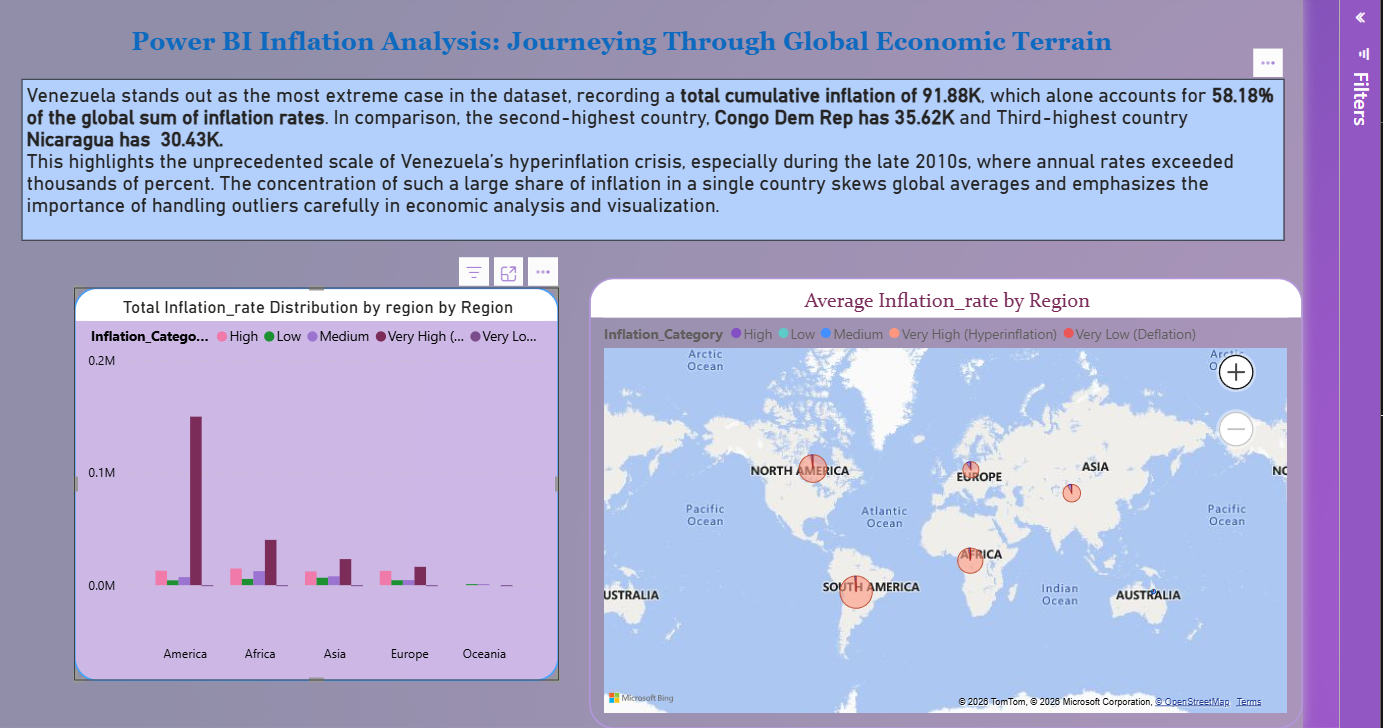 Power BI Inflation Analysis: Journeying Through Global Economic Terrain
Filters
Venezuela stands out as the most extreme case in the dataset, recording a total cumulative inflation of 91.88K, which alone accounts for 58.18%
of the global sum of inflation rates. In comparison, the second-highest country, Congo Dem Rep has 35.62K and Third-highest country
Nicaragua has  30.43K.
This highlights the unprecedented scale of Venezuela's hyperinflation crisis, especially during the late 2010s, where annual rates exceeded
thousands of percent. The concentration of such a large share of inflation in a single country skews global averages and emphasizes the
importance of handling outliers carefully in economic analysis and visualization.
Total Inflation_rate Distribution by region by Region
Inflation_Catego... High Low Medium Very High (... Very Lo...
0.2M
0.1M
0.0M
America Africa Asia Europe Oceania
Average Inflation_rate by Region
Inflation_Category High Low Medium Very High (Hyperinflation) Very Low (Deflation)
Arctic
Ocean
Arctic
O
NORTH AMERICA
EUROPE
ASIA
NO
Pacific
Ocean
Atlantic
Ocean
Pacific
Ocean
AFRICA
SOUTH AMERICA
Indian
Ocean
USTRALIA
AUSTRALIA
Microsoft Bing
© 2026 TomTom, © 2026 Microsoft Corporation, © OpenStreetMap Terms